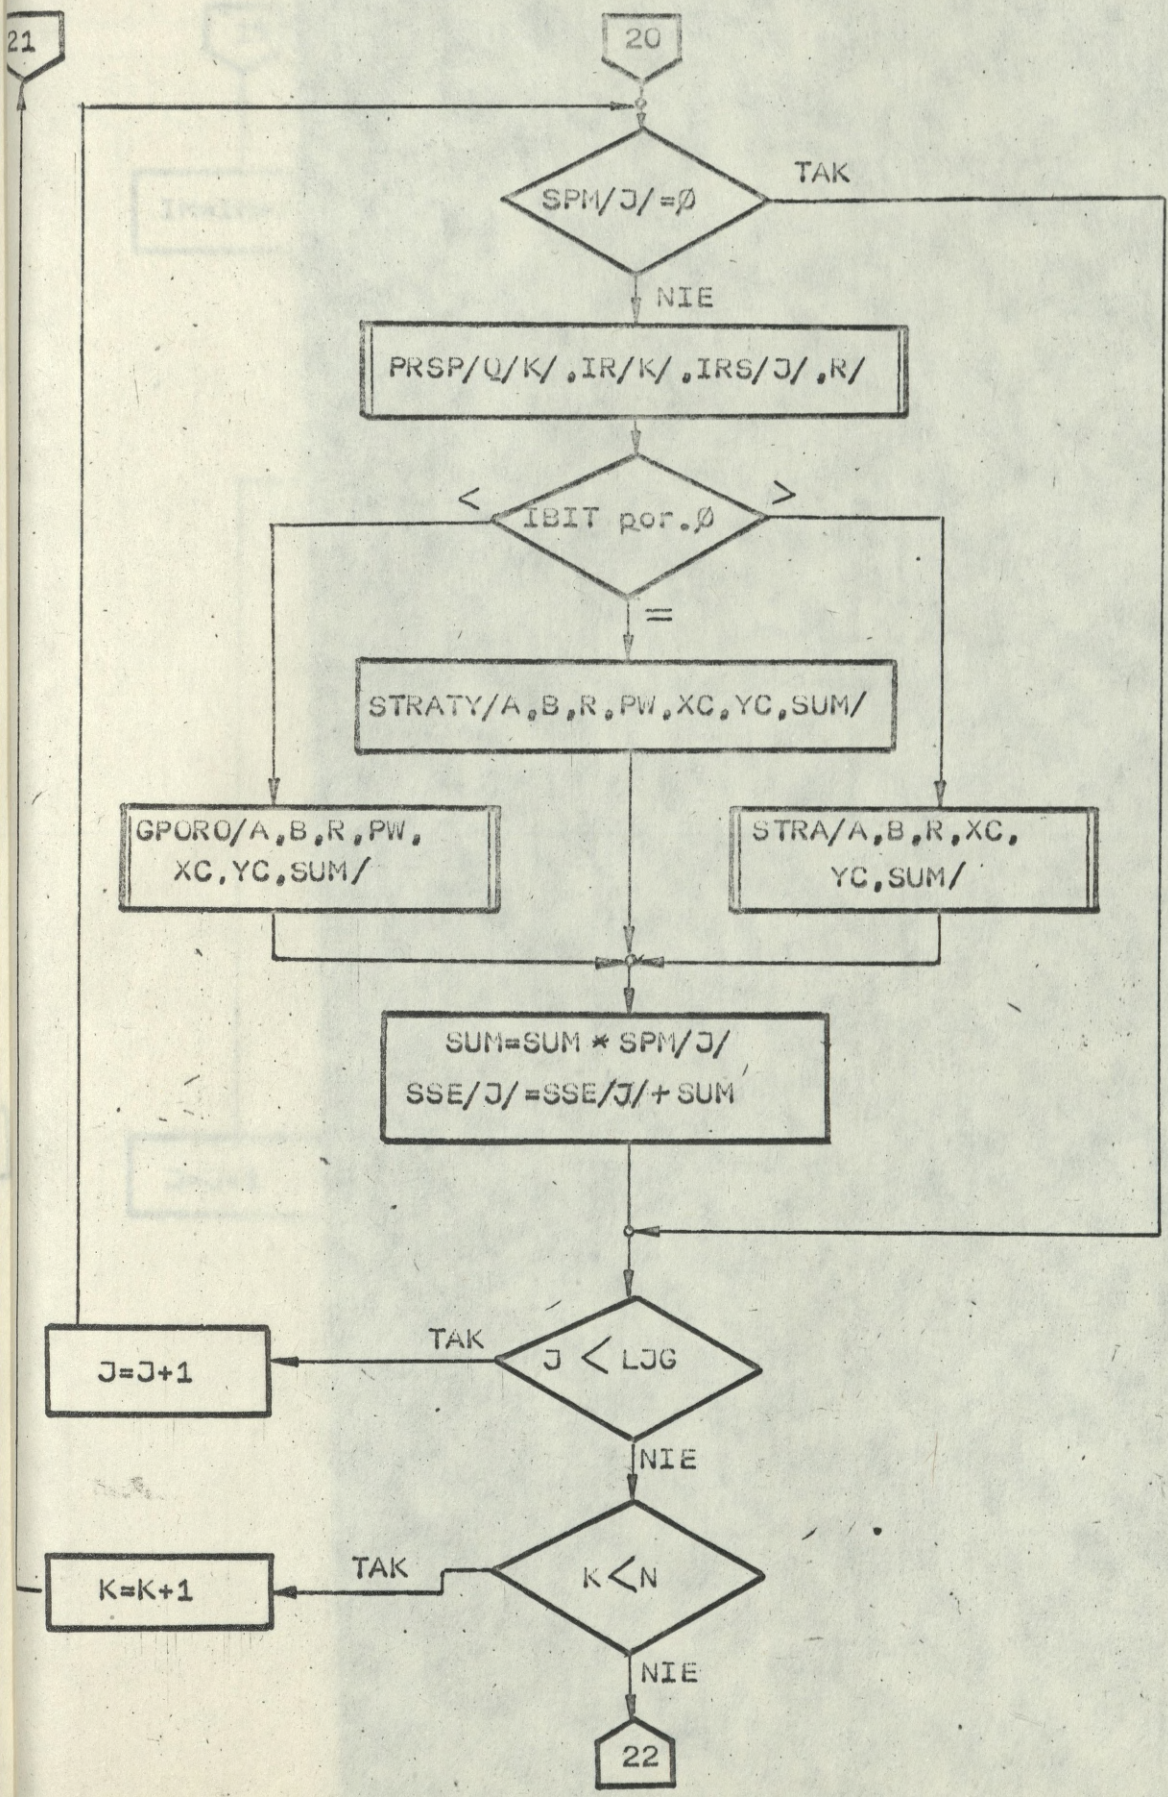 21
20
SPM/J/=Ø
TAK
NIE
PRSP/Q/K/,IR/K/,IRS/J/,R/
<
IBIT por.Ø
>
=
STRATY/A,B,R,PW,XC,YC,SUM/
GPORO/A,B,R,PW,
XC,YC,SUM/
STRA/A,B,R,XC,
YC,SUM/
SUM=SUM * SPM/J/
SSE/J/=SSE/J/+SUM
TAK
J < LJG
J=J+1
NIE
TAK
K<N
K=K+1
NIE
22